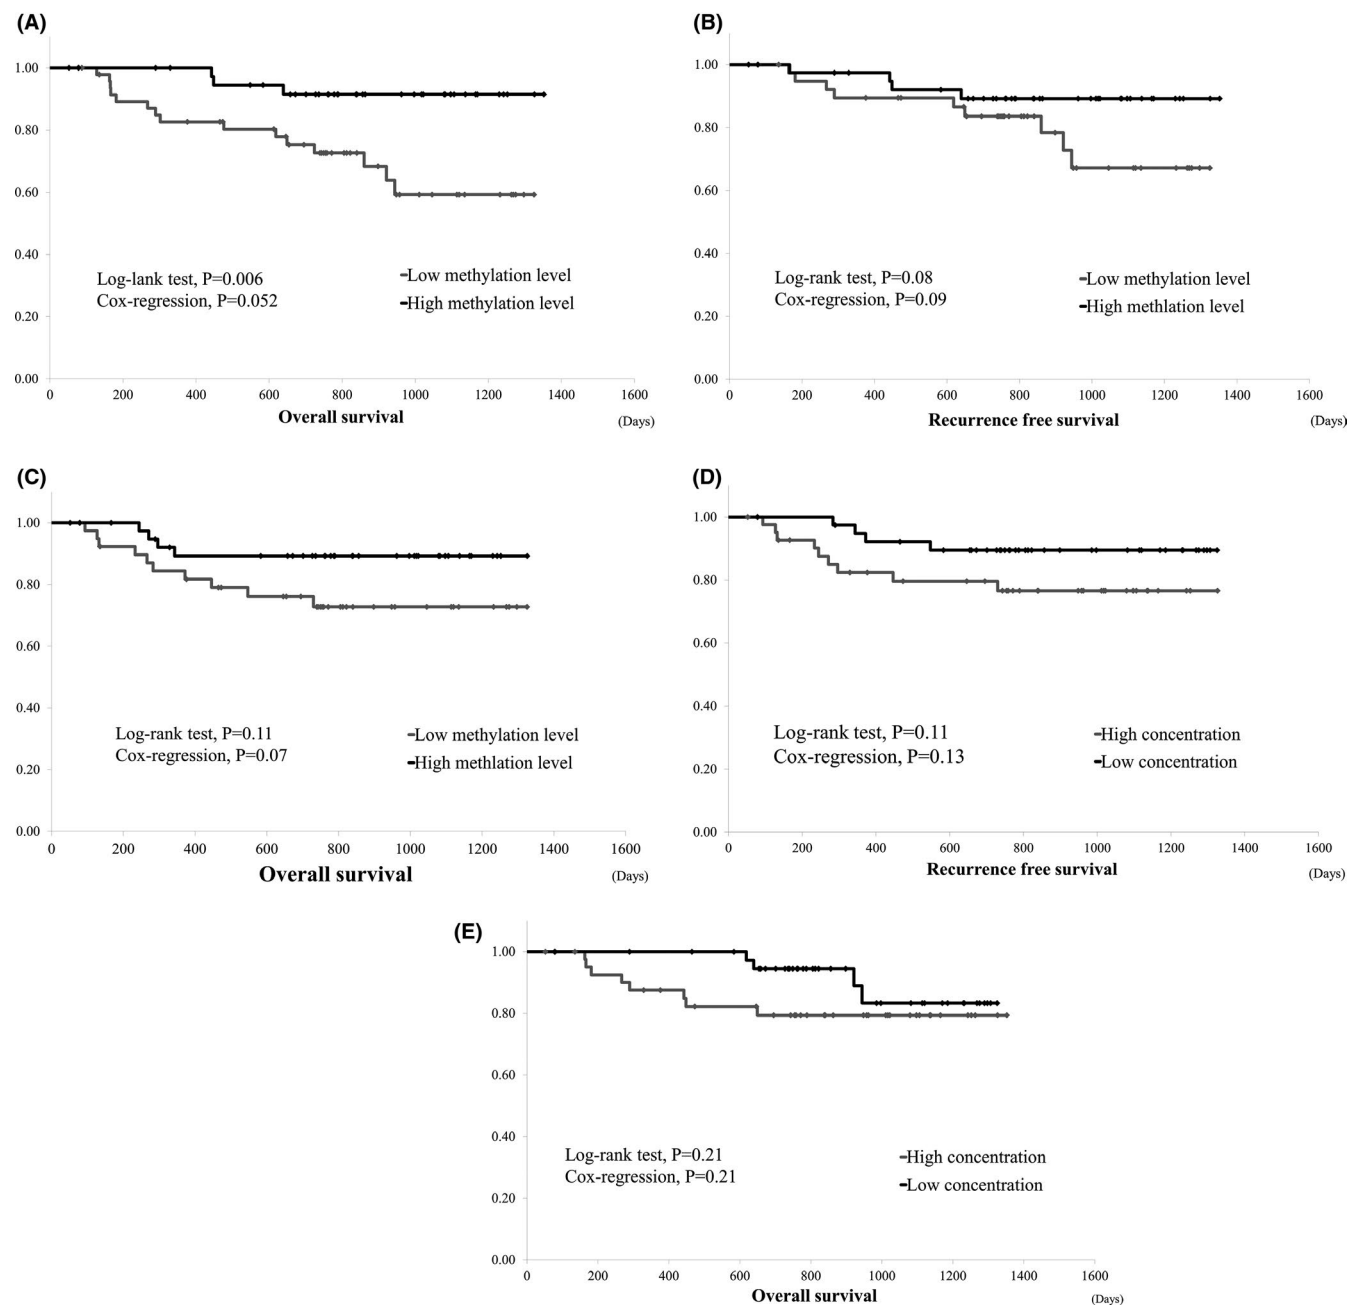 (A)
1.00
0.80
0.60
0.40
0.20
0.00
Log-lank test, P=0.006
Cox-regression, P=0.052
Low methylation level
High methylation level
0 200 400 600 800 1000 1200 1400 1600
Overall survival
(Days)
(B)
1.00
0.80
0.60
0.40
0.20
0.00
Log-rank test, P=0.08
Cox-regression, P=0.09
Low methylation level
High methlation level
0 200 400 600 800 1000 1200 1400 1600
Recurrence free survival
(Days)
(C)
1.00
0.80
0.60
0.40
0.20
0.00
Log-rank test, P=0.11
Cox-regression, P=0.07
Low methylation level
High methlation level
0 200 400 600 800 1000 1200 1400 1600
Overall survival
(Days)
(D)
1.00
0.80
0.60
0.40
0.20
0.00
Log-rank test, P=0.11
Cox-regression, P=0.13
High concentration
Low concentration
0 200 400 600 800 1000 1200 1400 1600
Recurrence free survival
(Days)
(E)
1.00
0.80
0.60
0.40
0.20
0.00
Log-rank test, P=0.21
Cox-regression, P=0.21
High concentration
Low concentration
0 200 400 600 800 1000 1200 1400 1600
Overall survival
(Days)